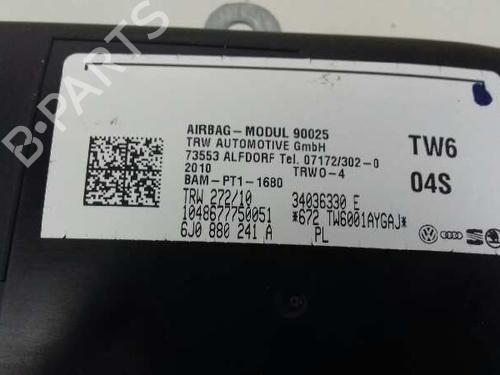 B-PARTS
AIRBAG-MODUL 90025
TRW AUTOMOTIVE GmbH
73553 ALFDORF Tel. 07172/302-0
2010 TRWO-4
BAM-PT1-1680
TRW 272/10 34036330 E
1048677750051 *672 TW6001AYGAJ*
6J0 880 241 A PL
TW6
04S